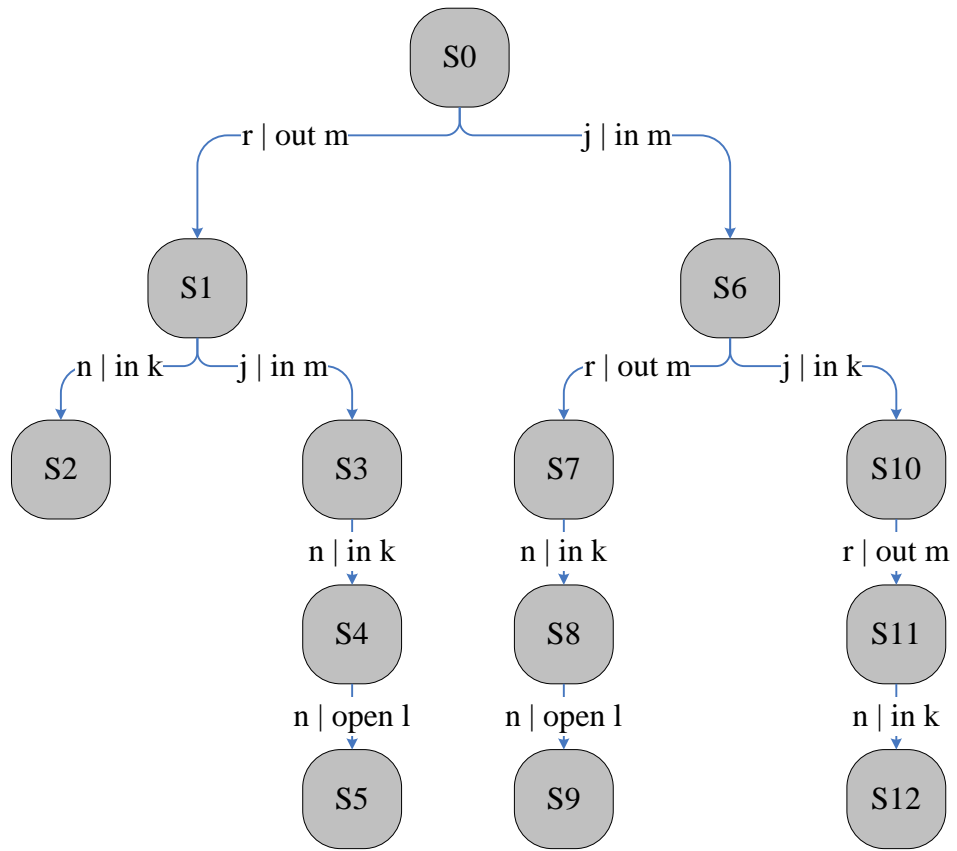 S0
r | out m
j | in m
S1
S6
n | in k
j | in m
r | out m
j | in k
S2
S3
S7
S10
n | in k
n | in k
r | out m
S4
S8
S11
n | open l
n | open l
n | in k
S5
S9
S12